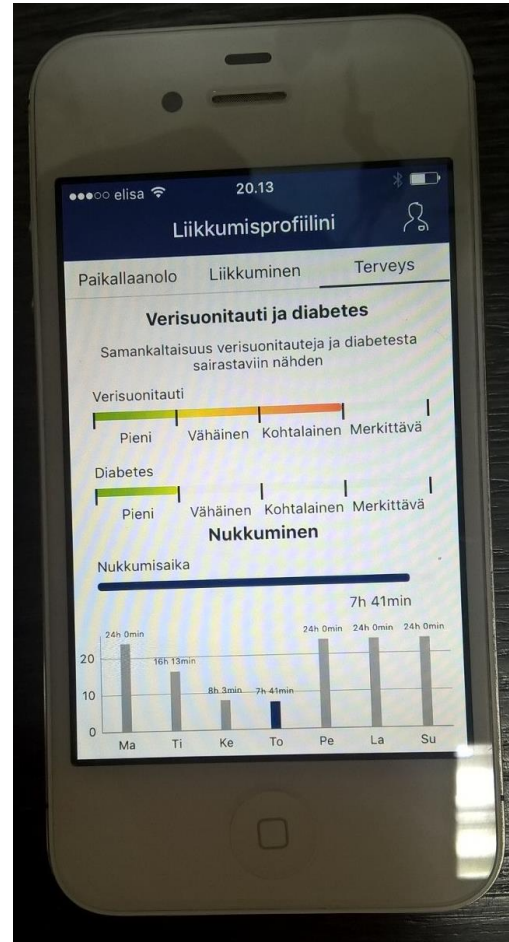 elisa 20.13
Liikkumisprofiilini
Paikallaanolo Liikkuminen Terveys
Verisuonitauti ja diabetes
Samankaltaisuus verisuonitauteja ja diabetesta
sairastaviin nähden
Verisuonitauti
Pieni Vähäinen Kohtalainen Merkittävä
Diabetes
Pieni Vähäinen Kohtalainen Merkittävä
Nukkuminen
Nukkumisaika
7h 41min
24h 0min 16h 13min 8h 3min 7h 41min 24h 0min 24h 0min 24h 0min
20
10
0
Ma Ti Ke To Pe La Su